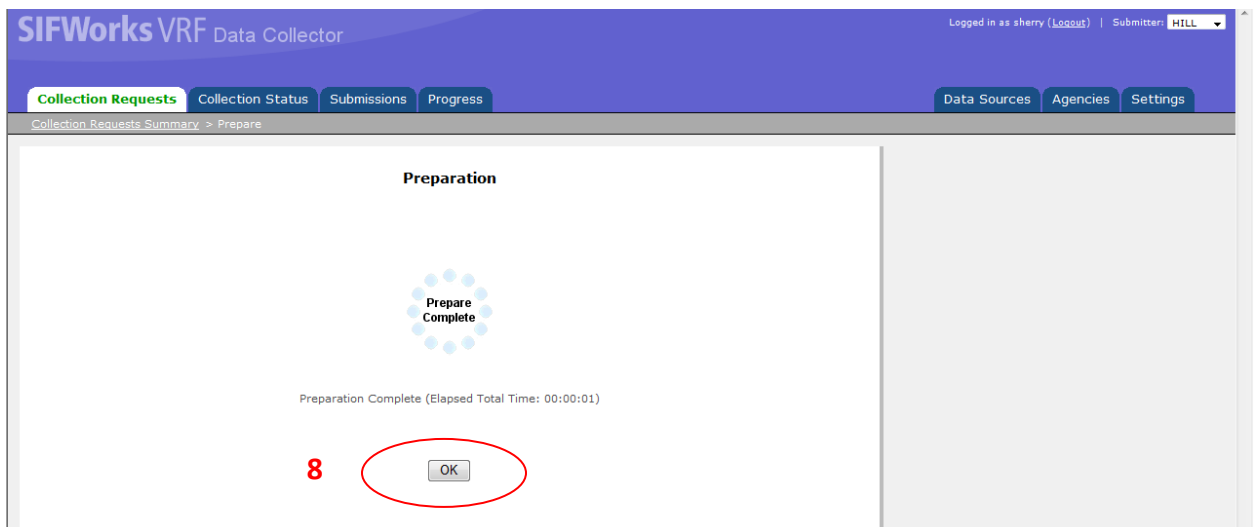 SIFWorks VRF Data Collector
Logged in as sherry (Logout) | Submitter: HILL
Collection Requests Collection Status Submissions Progress Data Sources Agencies Settings
Collection Requests Summary > Prepare
Preparation
Prepare
Complete
Preparation Complete (Elapsed Total Time: 00:00:01)
8 OK